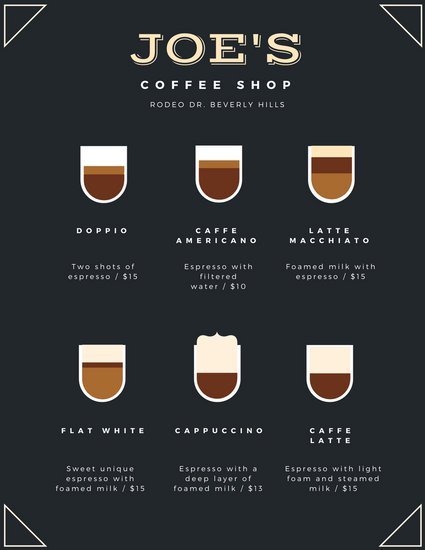 JOE'S
COFFEE SHOP
RODEO DR. BEVERLY HILLS
DOPPIO
Two shots of
espresso / $15
CAFFE
AMERICANO
Espresso with
filtered
water / $10
LATTE
MACCHIATO
Foamed milk with
espresso / $15
FLAT WHITE
Sweet unique
espresso with
foamed milk / $15
CAPPUCCINO
Espresso with a
deep layer of
foamed milk / $13
CAFFE
LATTE
Espresso with light
foam and steamed
milk / $15